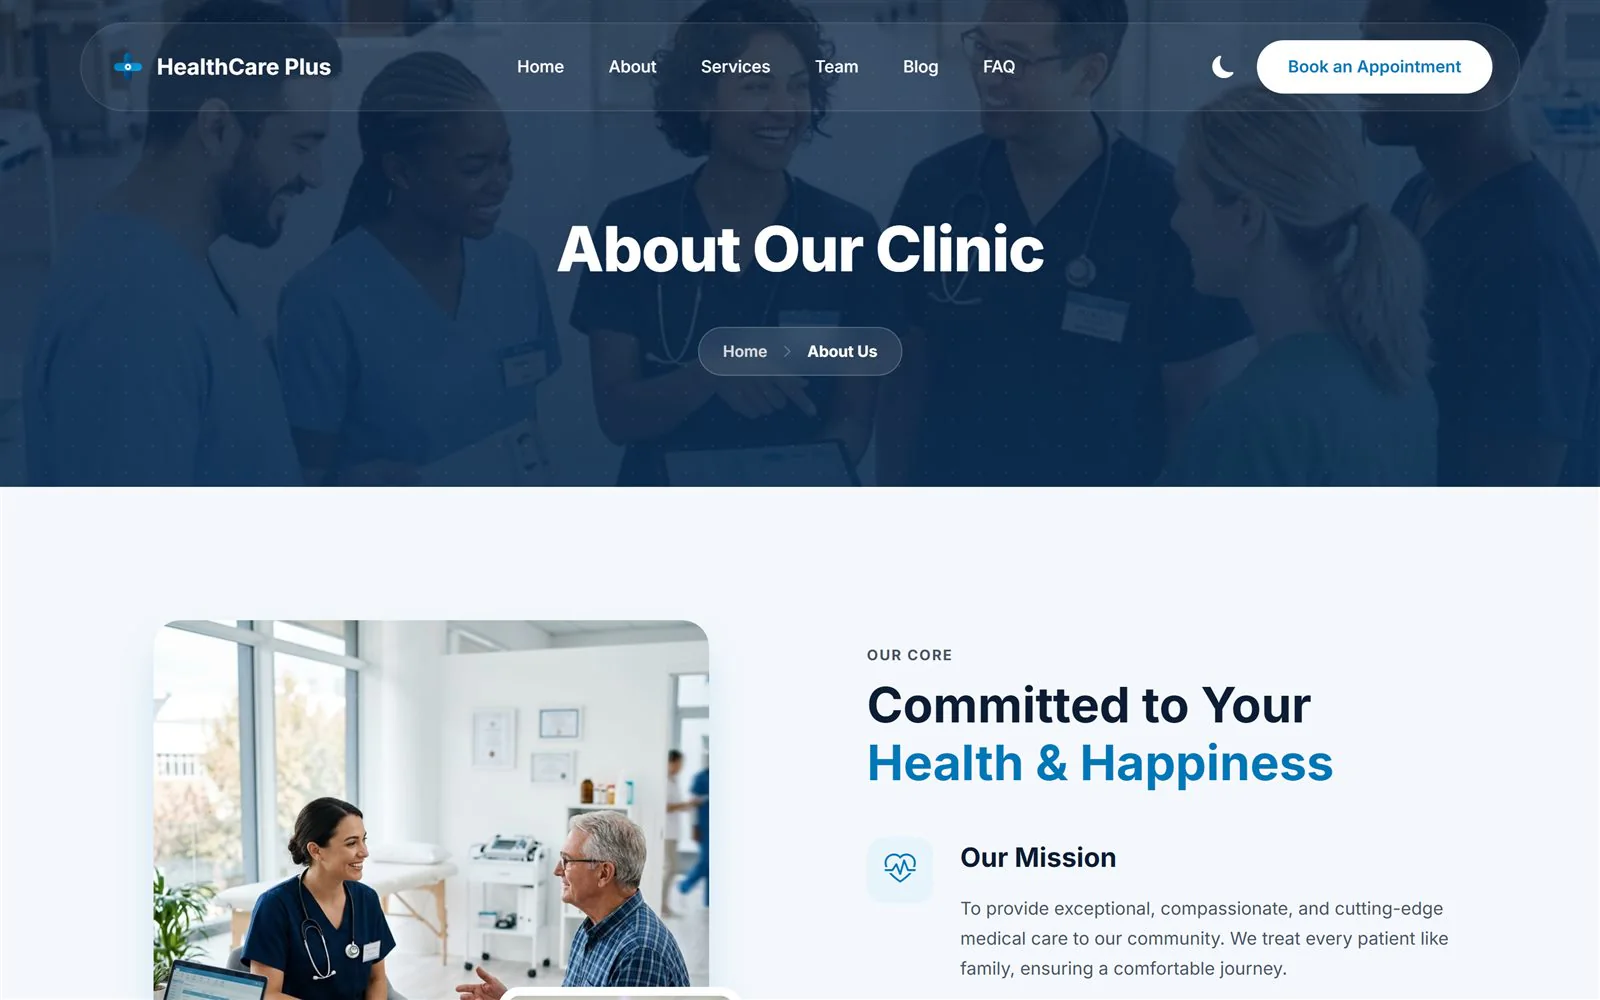 HealthCare Plus
Home
About
Services
Team
Blog
FAQ
Book an Appointment
About Our Clinic
Home
About Us
OUR CORE
Committed to Your
Health & Happiness
Our Mission
To provide exceptional, compassionate, and cutting-edge
medical care to our community. We treat every patient like
family, ensuring a comfortable journey.